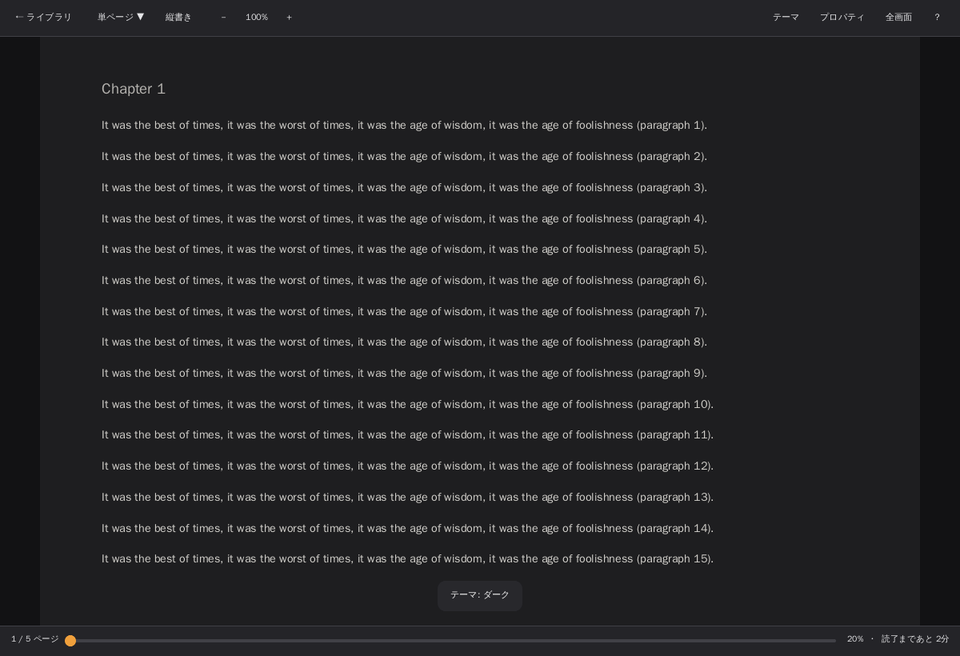 ← ライブラリ 単ページ ▼ 縦書き − 100% + テーマ プロパティ 全画面 ?
Chapter 1
It was the best of times, it was the worst of times, it was the age of wisdom, it was the age of foolishness (paragraph 1).
It was the best of times, it was the worst of times, it was the age of wisdom, it was the age of foolishness (paragraph 2).
It was the best of times, it was the worst of times, it was the age of wisdom, it was the age of foolishness (paragraph 3).
It was the best of times, it was the worst of times, it was the age of wisdom, it was the age of foolishness (paragraph 4).
It was the best of times, it was the worst of times, it was the age of wisdom, it was the age of foolishness (paragraph 5).
It was the best of times, it was the worst of times, it was the age of wisdom, it was the age of foolishness (paragraph 6).
It was the best of times, it was the worst of times, it was the age of wisdom, it was the age of foolishness (paragraph 7).
It was the best of times, it was the worst of times, it was the age of wisdom, it was the age of foolishness (paragraph 8).
It was the best of times, it was the worst of times, it was the age of wisdom, it was the age of foolishness (paragraph 9).
It was the best of times, it was the worst of times, it was the age of wisdom, it was the age of foolishness (paragraph 10).
It was the best of times, it was the worst of times, it was the age of wisdom, it was the age of foolishness (paragraph 11).
It was the best of times, it was the worst of times, it was the age of wisdom, it was the age of foolishness (paragraph 12).
It was the best of times, it was the worst of times, it was the age of wisdom, it was the age of foolishness (paragraph 13).
It was the best of times, it was the worst of times, it was the age of wisdom, it was the age of foolishness (paragraph 14).
It was the best of times, it was the worst of times, it was the age of wisdom, it was the age of foolishness (paragraph 15).
テーマ: ダーク
1 / 5 ページ 20% ・ 読了まであと 2分